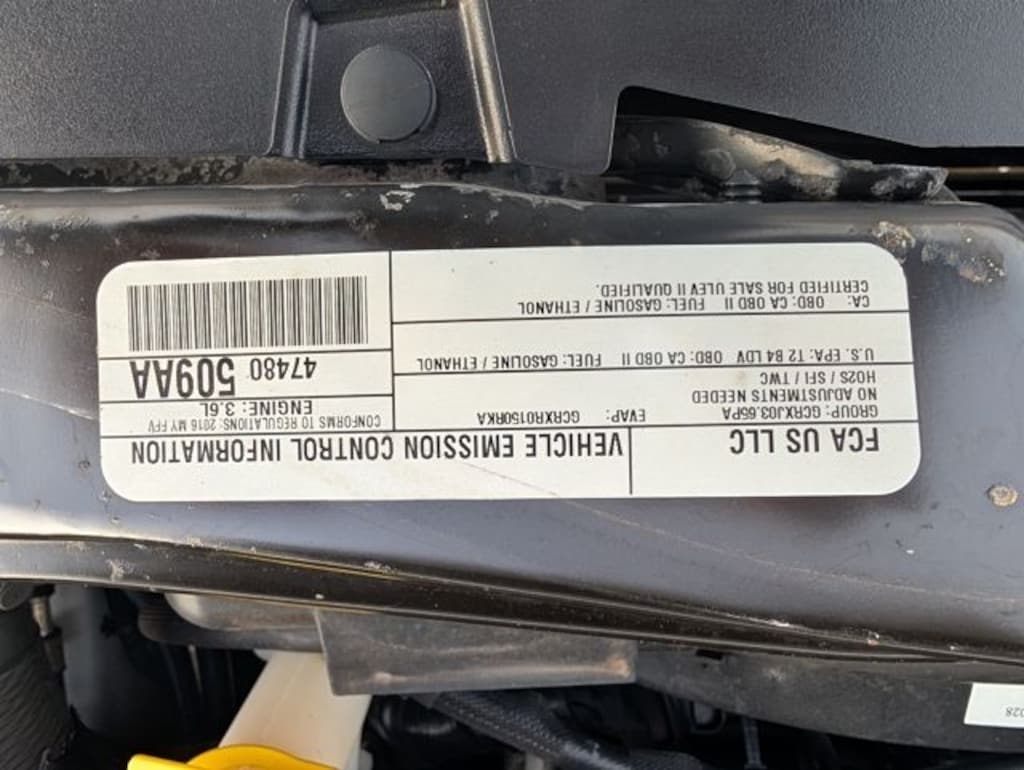 FCA US LLC
VEHICLE EMISSION CONTROL INFORMATION
GROUP: GCRXJ03.65PA
EVAP: GCRXR0150RKA
NO ADJUSTMENTS NEEDED
HO2S / SFI / TWC
CONFORMS TO REGULATIONS: 2016 MY FFV
ENGINE: 3.6L
U.S. EPA: T2 B4 LDV OBD: CA OBD II FUEL: GASOLINE / ETHANOL
47480 509AA
CA: OBD: CA OBD II FUEL: GASOLINE / ETHANOL
CERTIFIED FOR SALE ULEV II QUALIFIED.
028